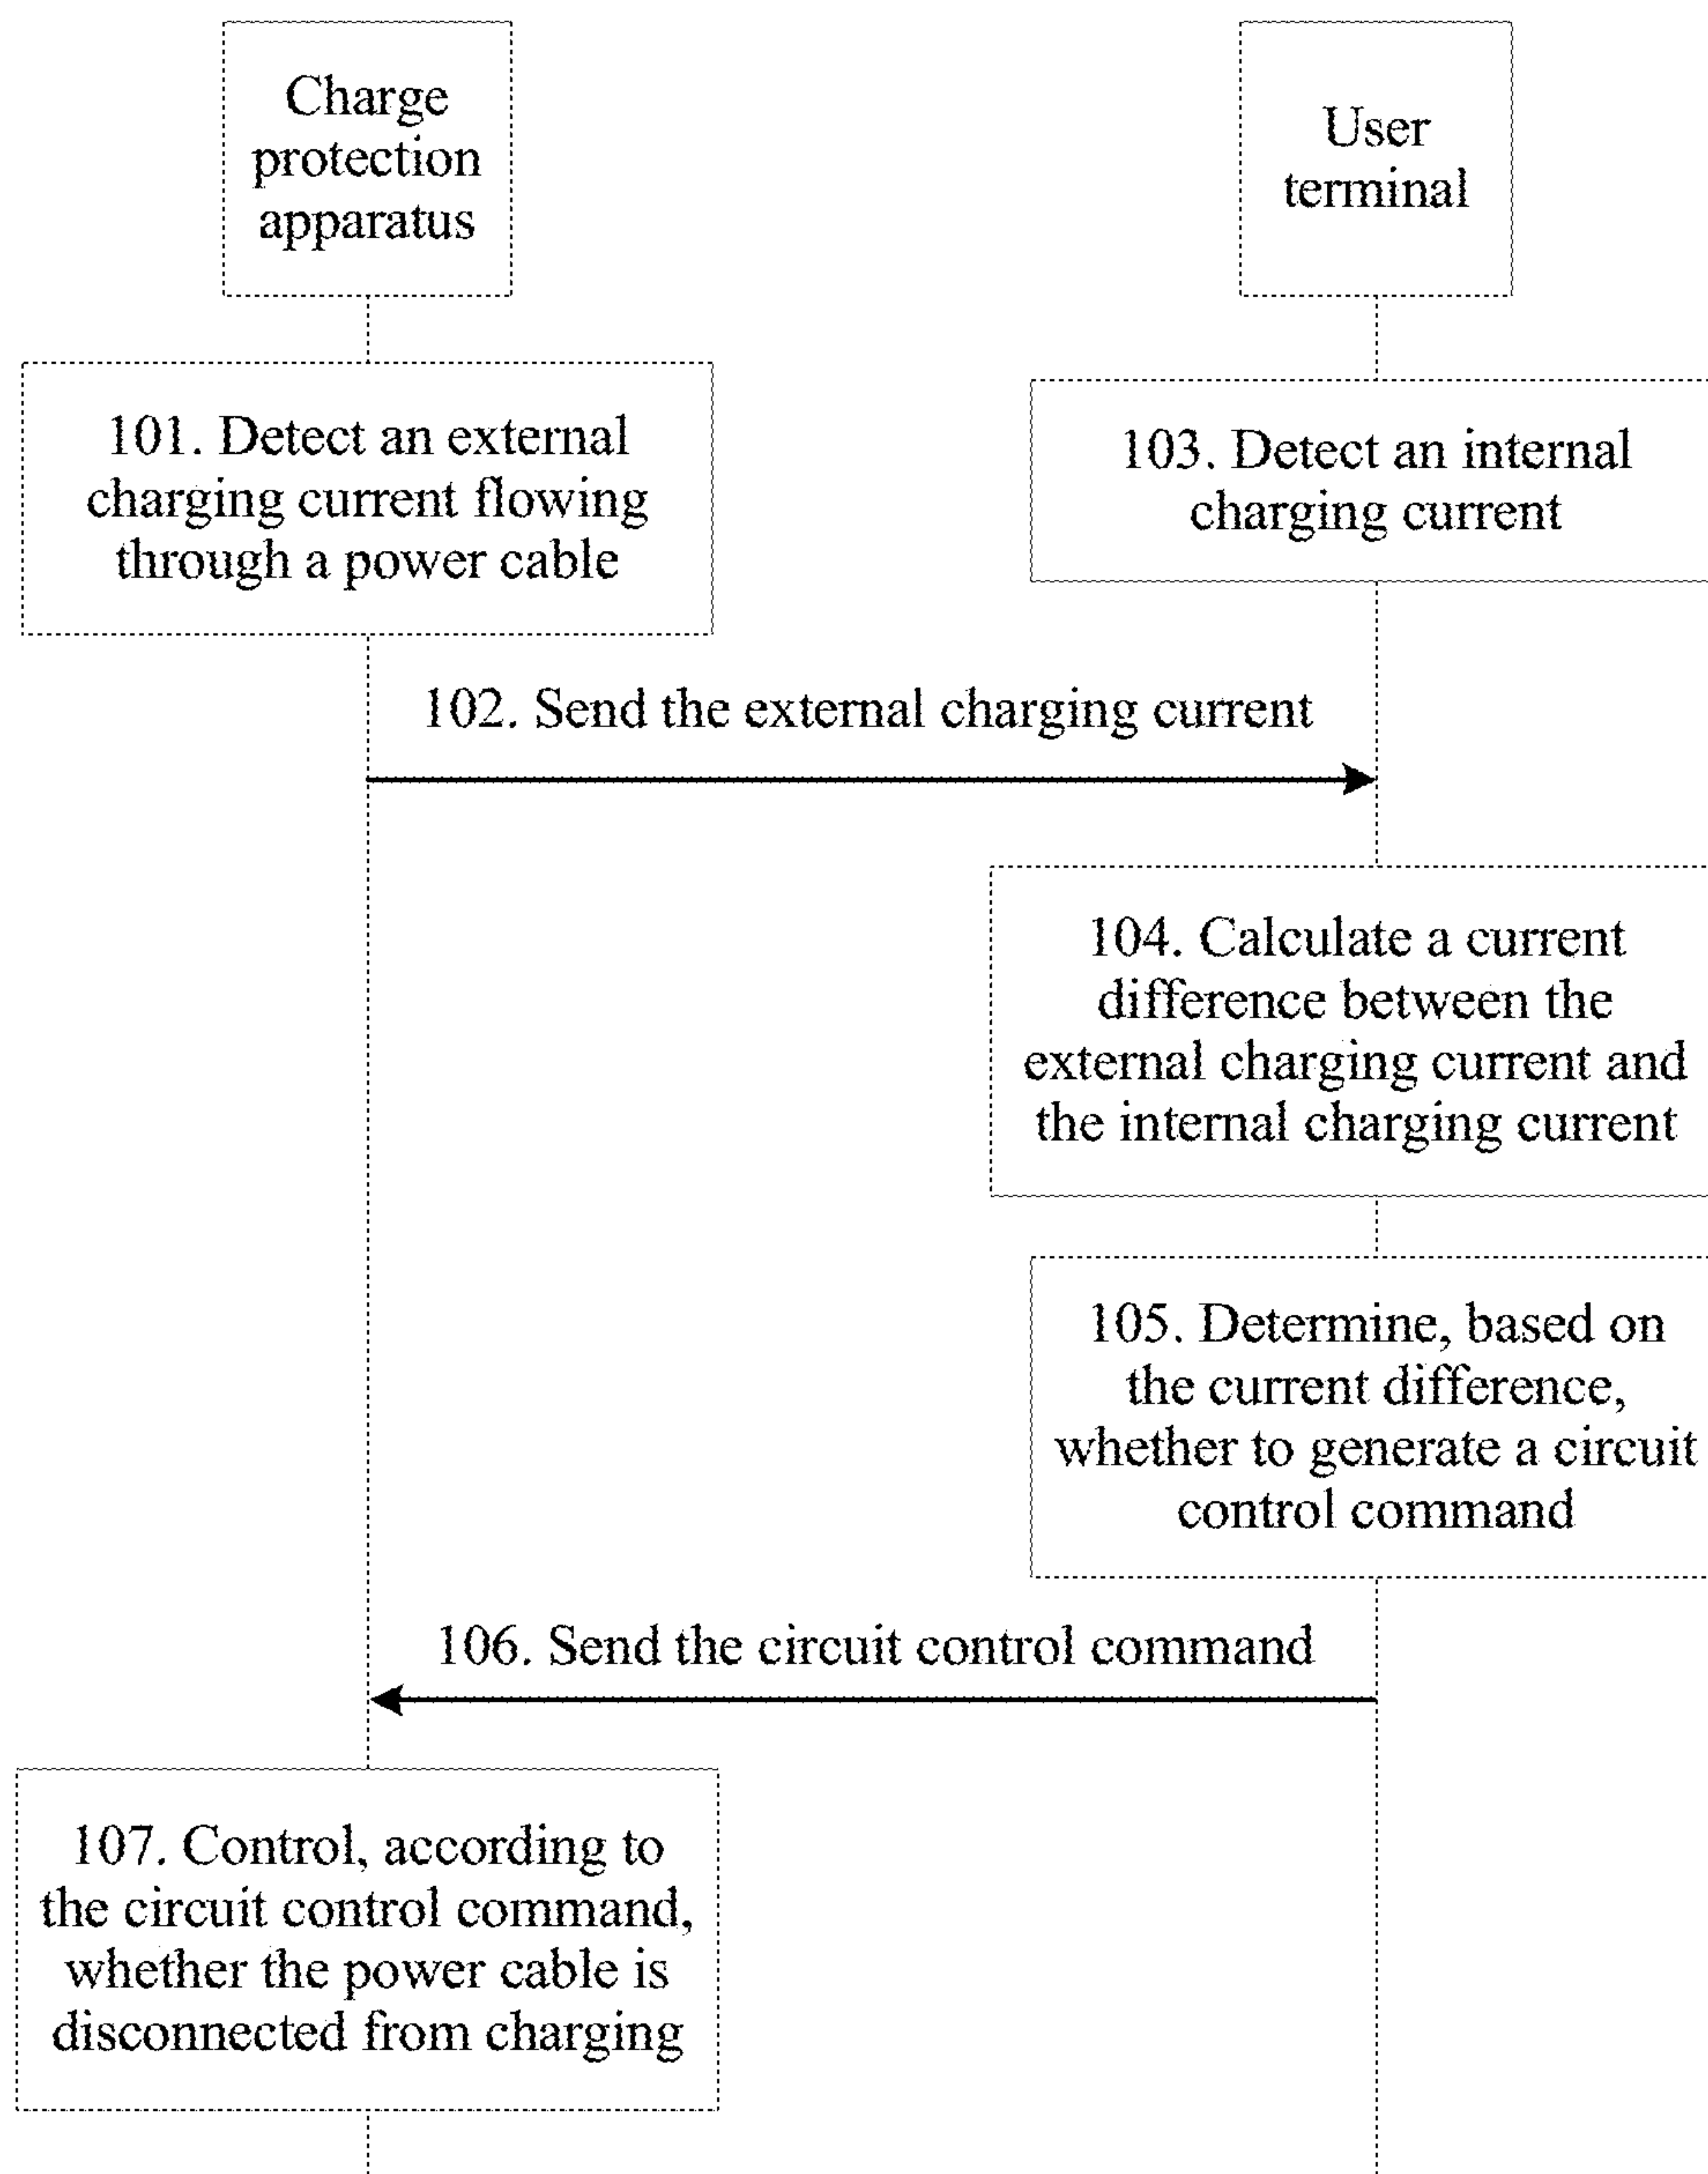 Charge
protection
apparatus
User
terminal
101. Detect an external
charging current flowing
through a power cable
103. Detect an internal
charging current
102. Send the external charging current
104. Calculate a current
difference between the
external charging current and
the internal charging current
105. Determine, based on
the current difference,
whether to generate a circuit
control command
106. Send the circuit control command
107. Control, according to
the circuit control command,
whether the power cable is
disconnected from charging